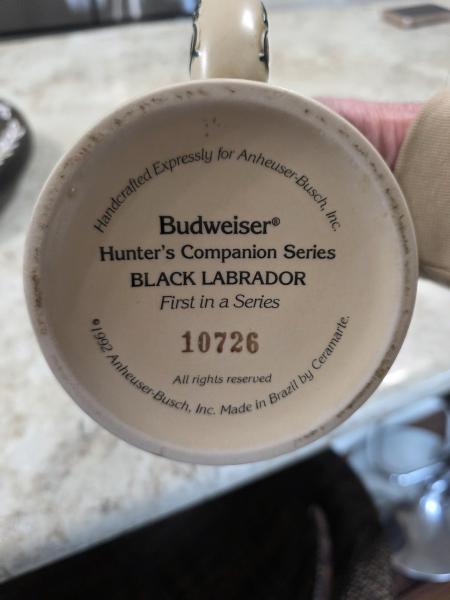 Handcrafted Expressly for Anheuser-Busch, Inc.
Budweiser®
Hunter's Companion Series
BLACK LABRADOR
First in a Series
10726
All rights reserved
©1992 Anheuser-Busch, Inc. Made in Brazil by Ceramarte.